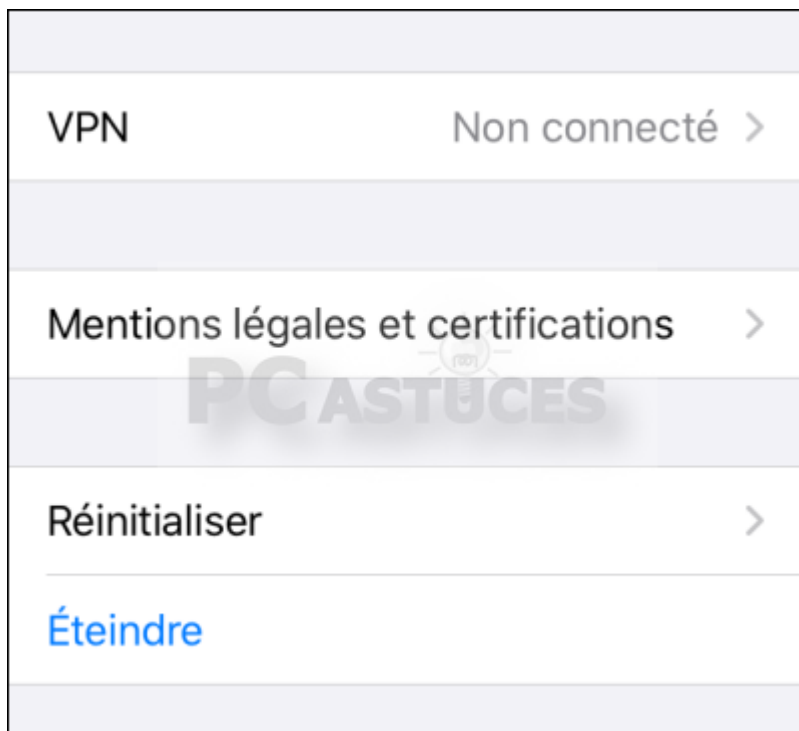 VPN Non connecté
Mentions légales et certifications
PC ASTUCES
Réinitialiser
Éteindre